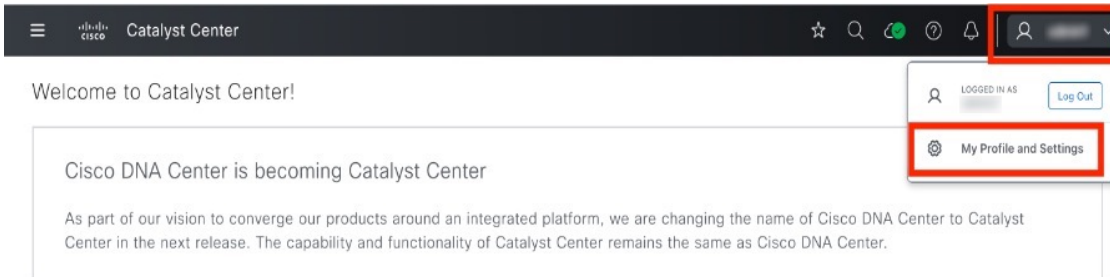 CISCO Catalyst Center
Welcome to Catalyst Center!
LOGGED IN AS
Log Out
My Profile and Settings
Cisco DNA Center is becoming Catalyst Center
As part of our vision to converge our products around an integrated platform, we are changing the name of Cisco DNA Center to Catalyst
Center in the next release. The capability and functionality of Catalyst Center remains the same as Cisco DNA Center.